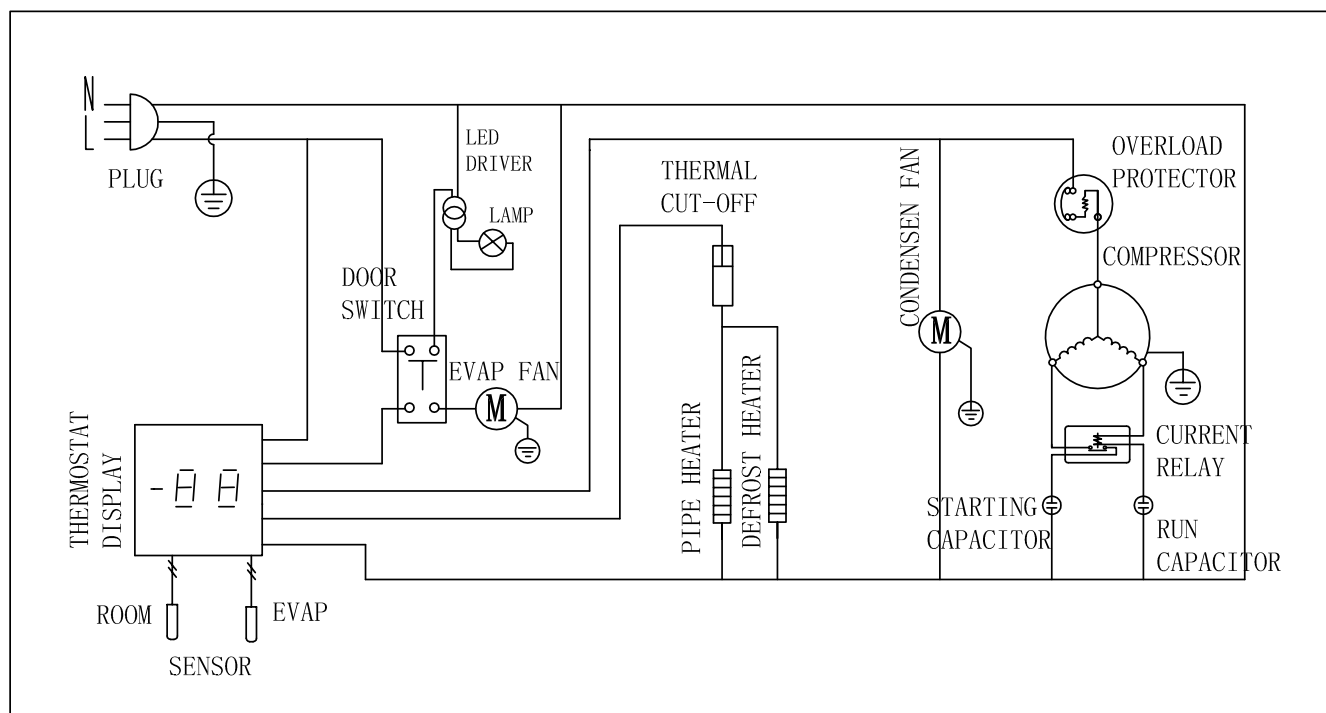 N
L
PLUG
LED
DRIVER
LAMP
DOOR
SWITCH
EVAP FAN
M
THERMAL
CUT-OFF
PIPE HEATER
DEFROST HEATER
CONDENSEN FAN
M
OVERLOAD
PROTECTOR
COMPRESSOR
CURRENT
RELAY
STARTING
CAPACITOR
RUN
CAPACITOR
THERMOSTAT
DISPLAY
ROOM
EVAP
SENSOR